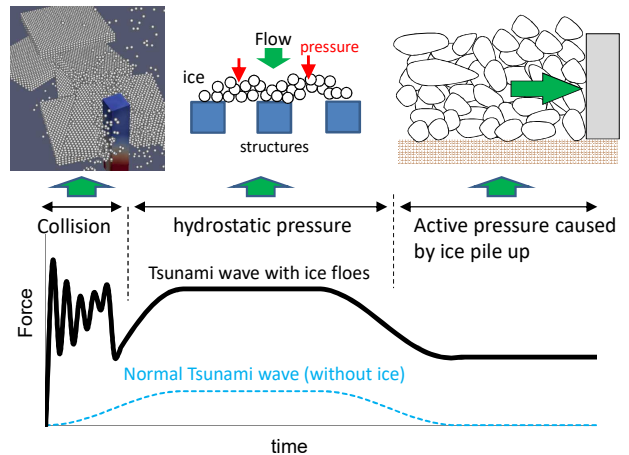 Flow
pressure
ice
structures
Collision
hydrostatic pressure
Active pressure caused
by ice pile up
Tsunami wave with ice floes
Force
Normal Tsunami wave (without ice)
time